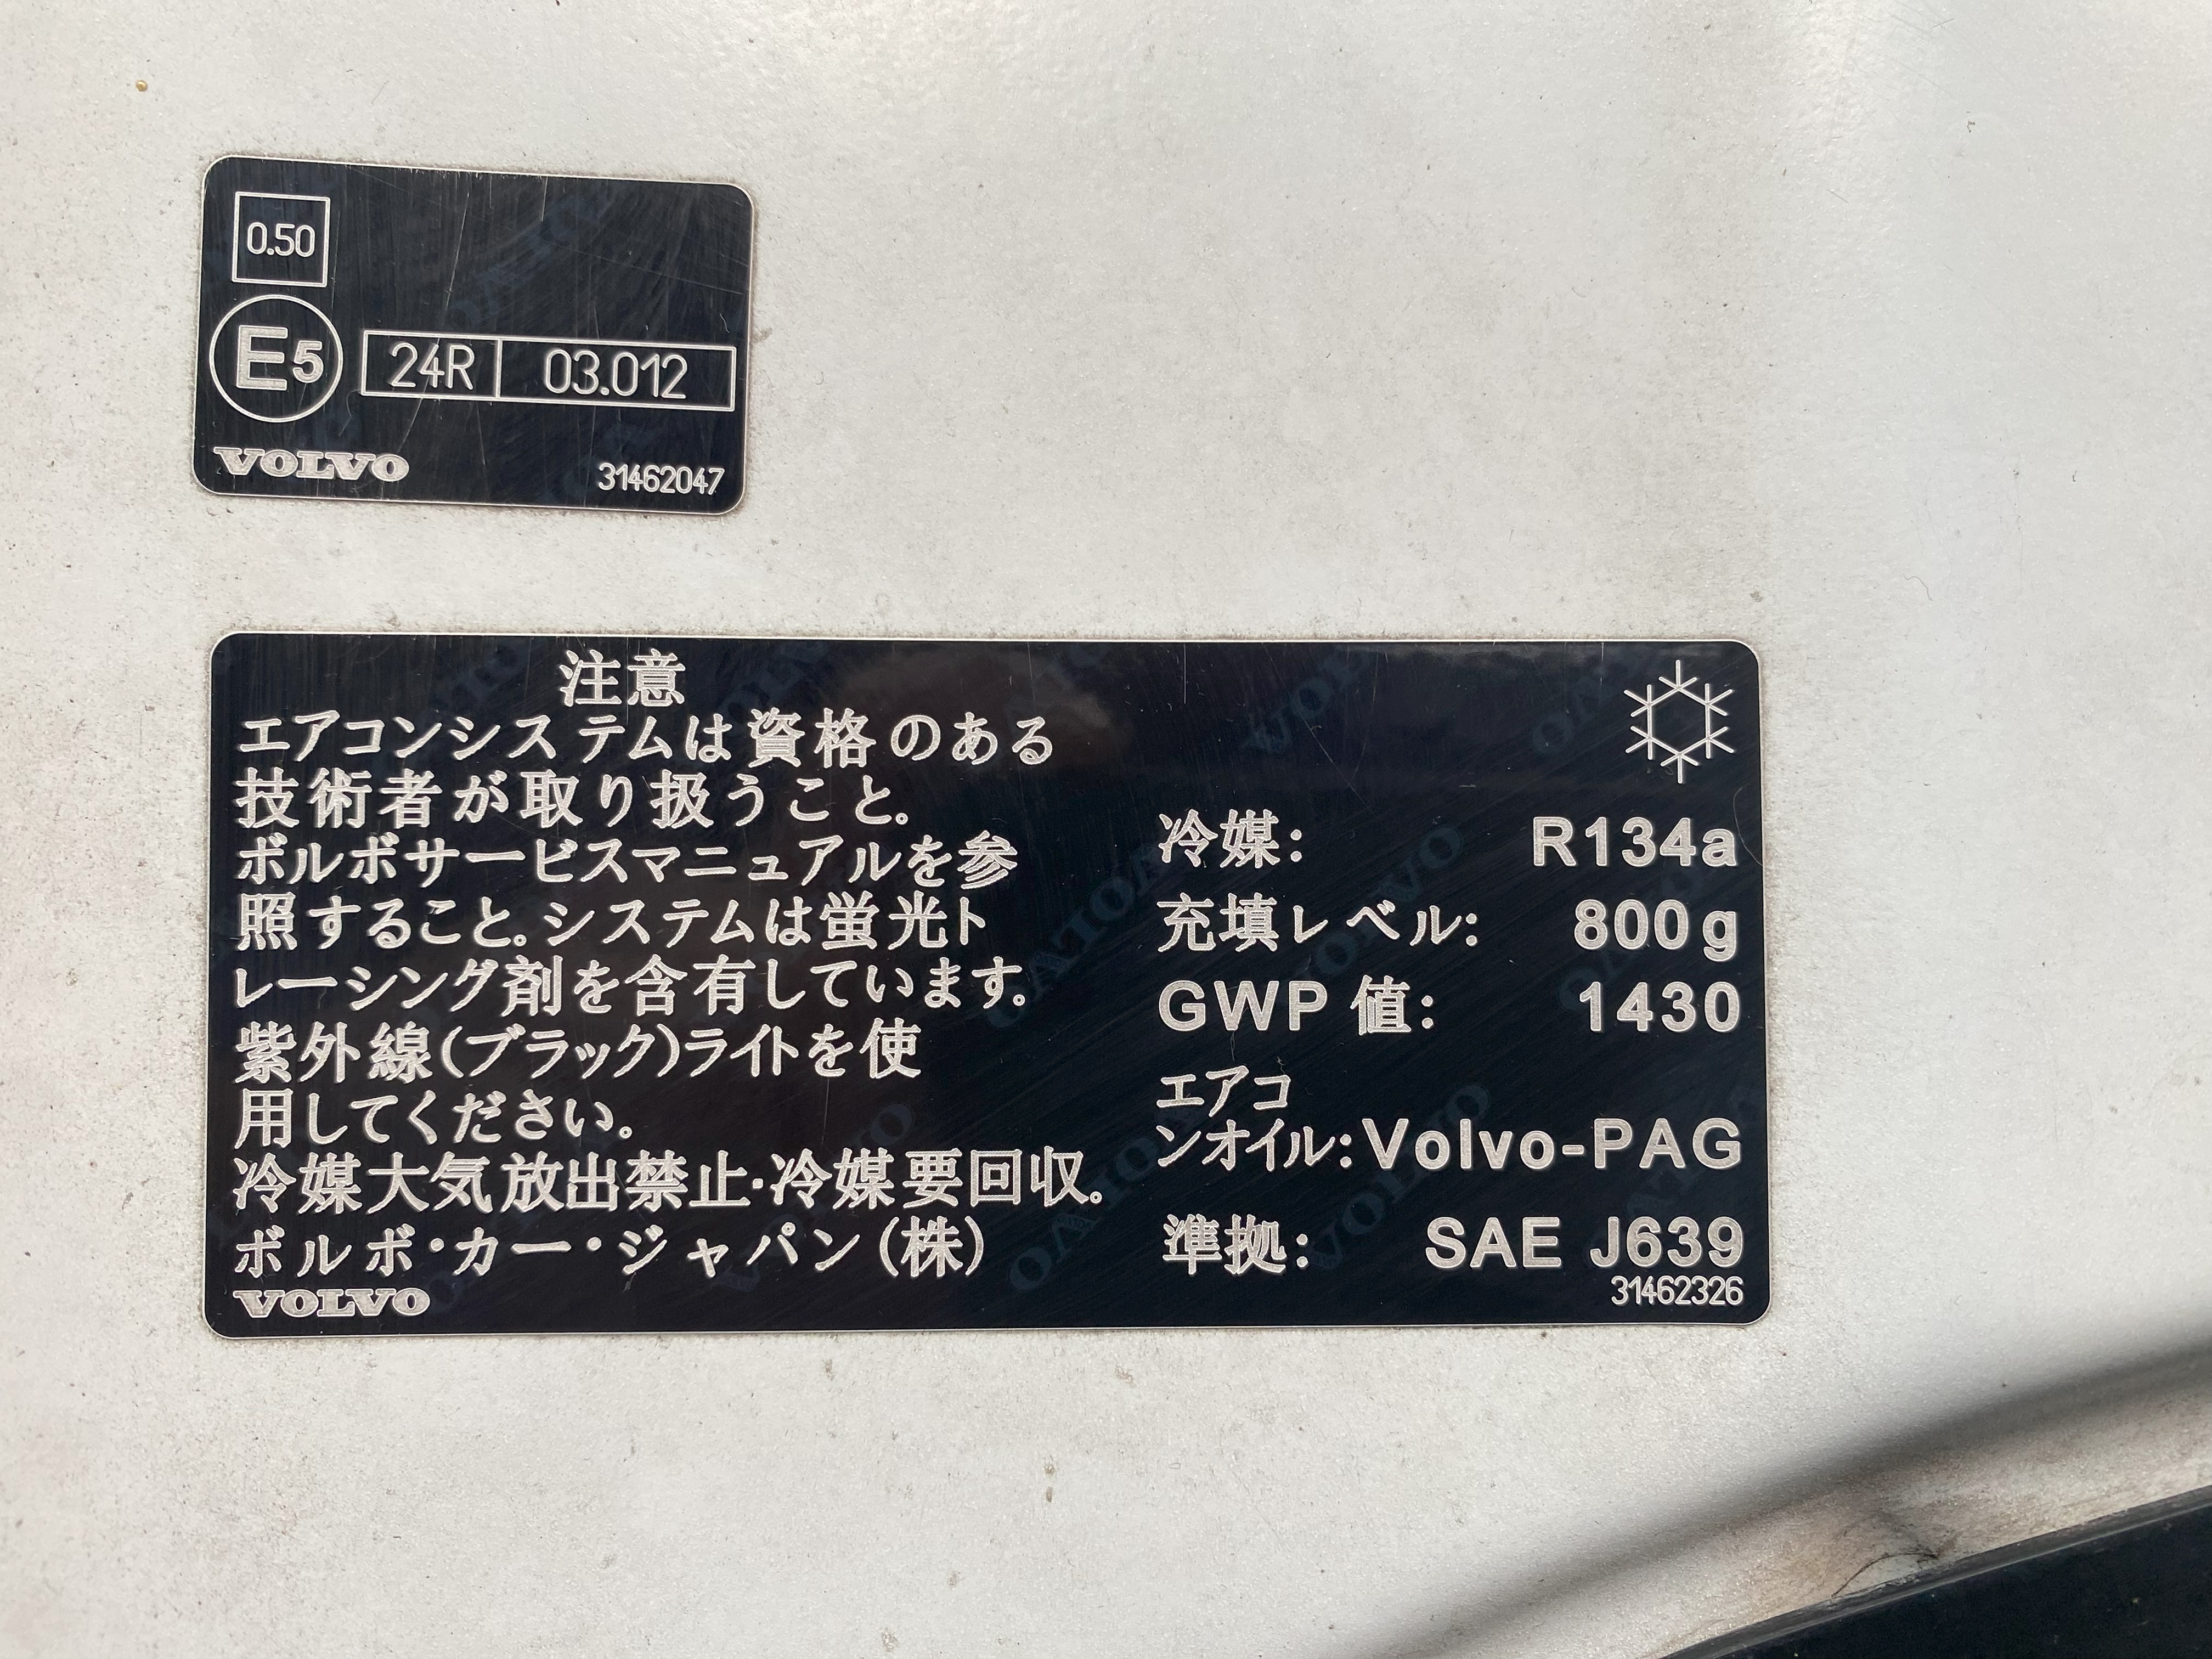 0.50
E5 24R 03.012
VOLVO 31462047
注意
エアコンシステムは資格のある
技術者が取り扱うこと。
ボルボサービスマニュアルを参
照すること。システムは蛍光ト
レーシング剤を含有しています。
紫外線(ブラック)ライトを使
用してください。
冷媒大気放出禁止・冷媒要回収。
ボルボ・カー・ジャパン(株)
VOLVO
冷媒: R134a
充填レベル: 800g
GWP 値: 1430
エアコ
ンオイル:Volvo-PAG
準拠: SAE J639
31462326